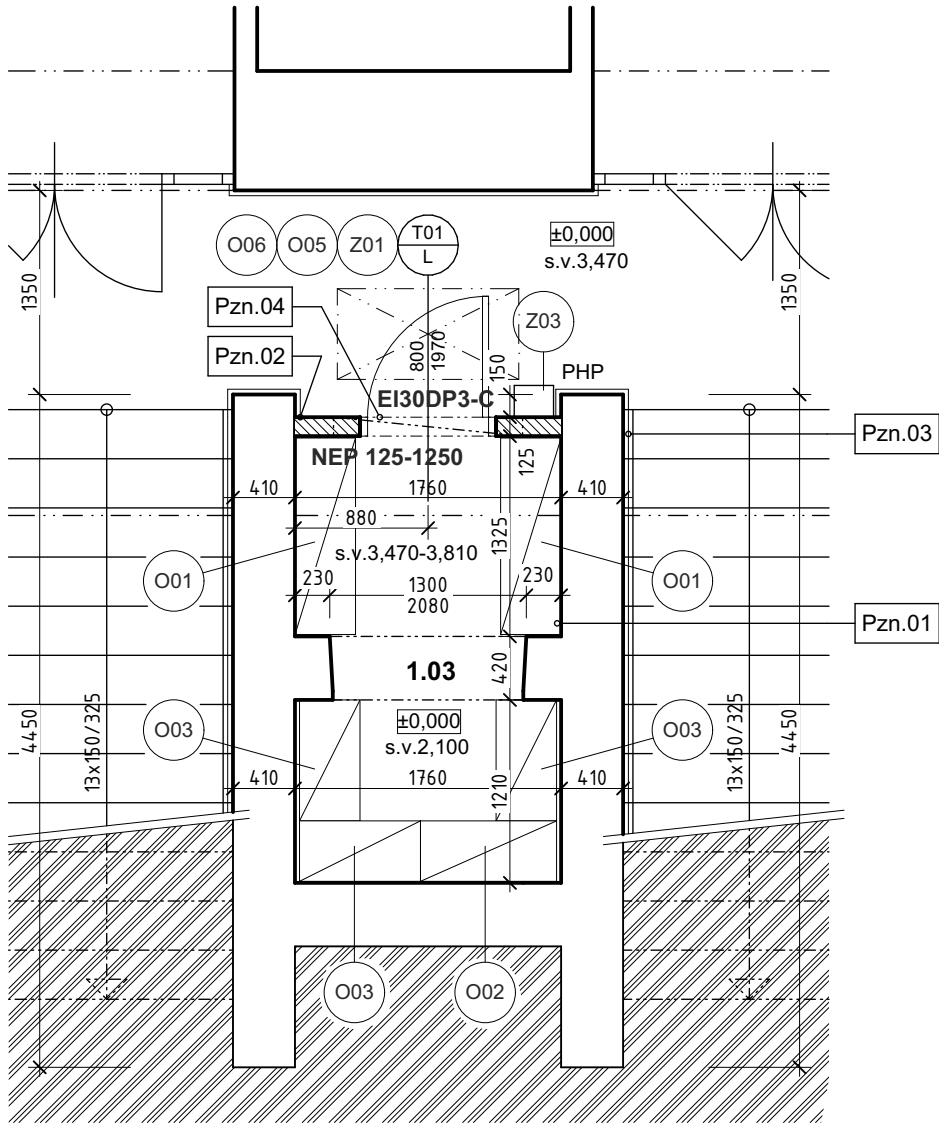 O06
O05
Z01
T01
L
±0,000
s.v.3,470
1350
1350
Pzn.04
Pzn.02
Z03
800
1970
150
PHP
EI30DP3-C
Pzn.03
NEP 125-1250
125
410
1760
410
880
1325
s.v.3,470-3,810
O01
O01
230
1300
2080
230
Pzn.01
1.03
420
±0,000
s.v.2,100
O03
O03
4450
13x150/325
13x150/325
4450
410
1760
410
1210
O03
O02